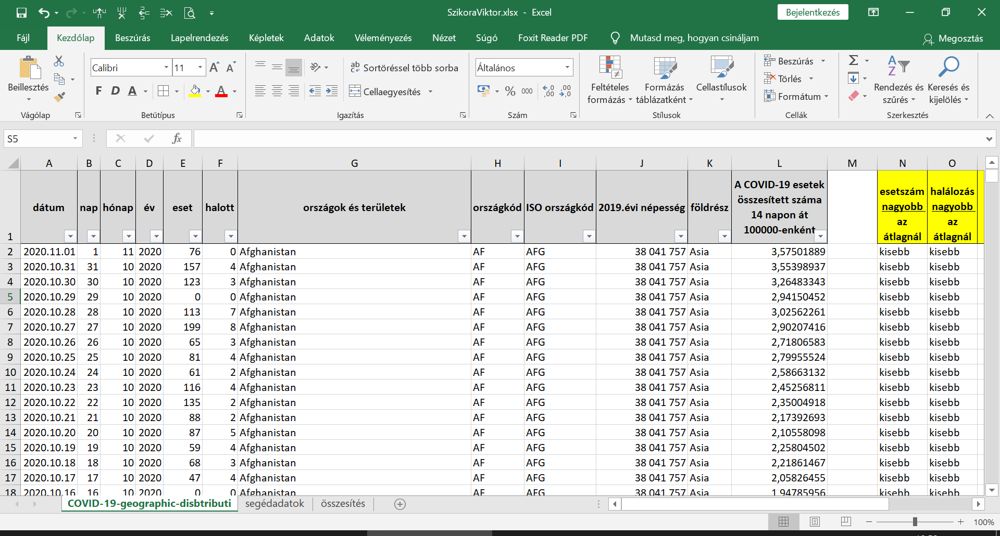 SzikoraViktor.xlsx - Excel
Bejelentkezés
Fájl Kezdőlap Beszúrás Lapelrendezés Képletek Adatok Véleményezés Nézet Súgó Foxit Reader PDF Mutasd meg, hogyan csináljam Megosztás
Beillesztés
Vágólap
Calibri 11
F D A
Betűtípus
Sortöréssel több sorba
Cellaegyesítés
Igazítás
Általános
% 000
Szám
Feltételes formázás
Formázás táblázatként
Cellastílusok
Stílusok
Beszúrás
Törlés
Formátum
Cellák
Rendezés és szűrés
Keresés és kijelölés
Szerkesztés
S5 fx
A B C D E F G H I J K L M N O
1 dátum nap hónap év eset halott országok és területek országkód ISO országkód 2019.évi népesség földrész A COVID-19 esetek összesített száma 14 napon át 100000-enként esetszám nagyobb az átlagnál halálozás nagyobb az átlagnál
2 2020.11.01 1 11 2020 76 0 Afghanistan AF AFG 38 041 757 Asia 3,57501889 kisebb kisebb
3 2020.10.31 31 10 2020 157 4 Afghanistan AF AFG 38 041 757 Asia 3,55398937 kisebb kisebb
4 2020.10.30 30 10 2020 123 3 Afghanistan AF AFG 38 041 757 Asia 3,26483343 kisebb kisebb
5 2020.10.29 29 10 2020 0 0 Afghanistan AF AFG 38 041 757 Asia 2,94150452 kisebb kisebb
6 2020.10.28 28 10 2020 113 7 Afghanistan AF AFG 38 041 757 Asia 3,02562261 kisebb kisebb
7 2020.10.27 27 10 2020 199 8 Afghanistan AF AFG 38 041 757 Asia 2,90207416 kisebb kisebb
8 2020.10.26 26 10 2020 65 3 Afghanistan AF AFG 38 041 757 Asia 2,71806583 kisebb kisebb
9 2020.10.25 25 10 2020 81 4 Afghanistan AF AFG 38 041 757 Asia 2,79955524 kisebb kisebb
10 2020.10.24 24 10 2020 61 2 Afghanistan AF AFG 38 041 757 Asia 2,58663132 kisebb kisebb
11 2020.10.23 23 10 2020 116 4 Afghanistan AF AFG 38 041 757 Asia 2,45256811 kisebb kisebb
12 2020.10.22 22 10 2020 135 2 Afghanistan AF AFG 38 041 757 Asia 2,35004918 kisebb kisebb
13 2020.10.21 21 10 2020 88 2 Afghanistan AF AFG 38 041 757 Asia 2,17392693 kisebb kisebb
14 2020.10.20 20 10 2020 87 5 Afghanistan AF AFG 38 041 757 Asia 2,10558098 kisebb kisebb
15 2020.10.19 19 10 2020 59 4 Afghanistan AF AFG 38 041 757 Asia 2,25804502 kisebb kisebb
16 2020.10.18 18 10 2020 68 3 Afghanistan AF AFG 38 041 757 Asia 2,21861467 kisebb kisebb
17 2020.10.17 17 10 2020 47 4 Afghanistan AF AFG 38 041 757 Asia 2,05826455 kisebb kisebb
18 2020.10.16 16 10 2020 0 0 Afghanistan AF AFG 38 041 757 Asia 1,94785956 kisebb kisebb
COVID-19-geographic-disbtributi segédadatok összesítés
100%